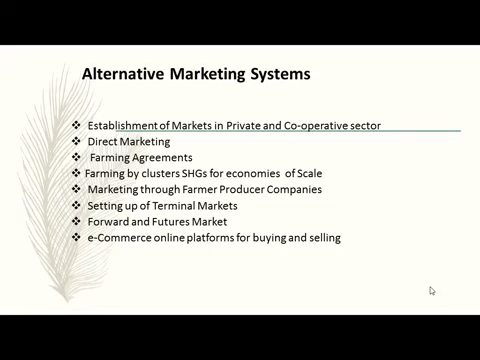 Alternative Marketing Systems
❖ Establishment of Markets in Private and Co-operative sector
❖ Direct Marketing
❖ Farming Agreements
❖ Farming by clusters SHGs for economies of Scale
❖ Marketing through Farmer Producer Companies
❖ Setting up of Terminal Markets
❖ Forward and Futures Market
❖ e-Commerce online platforms for buying and selling